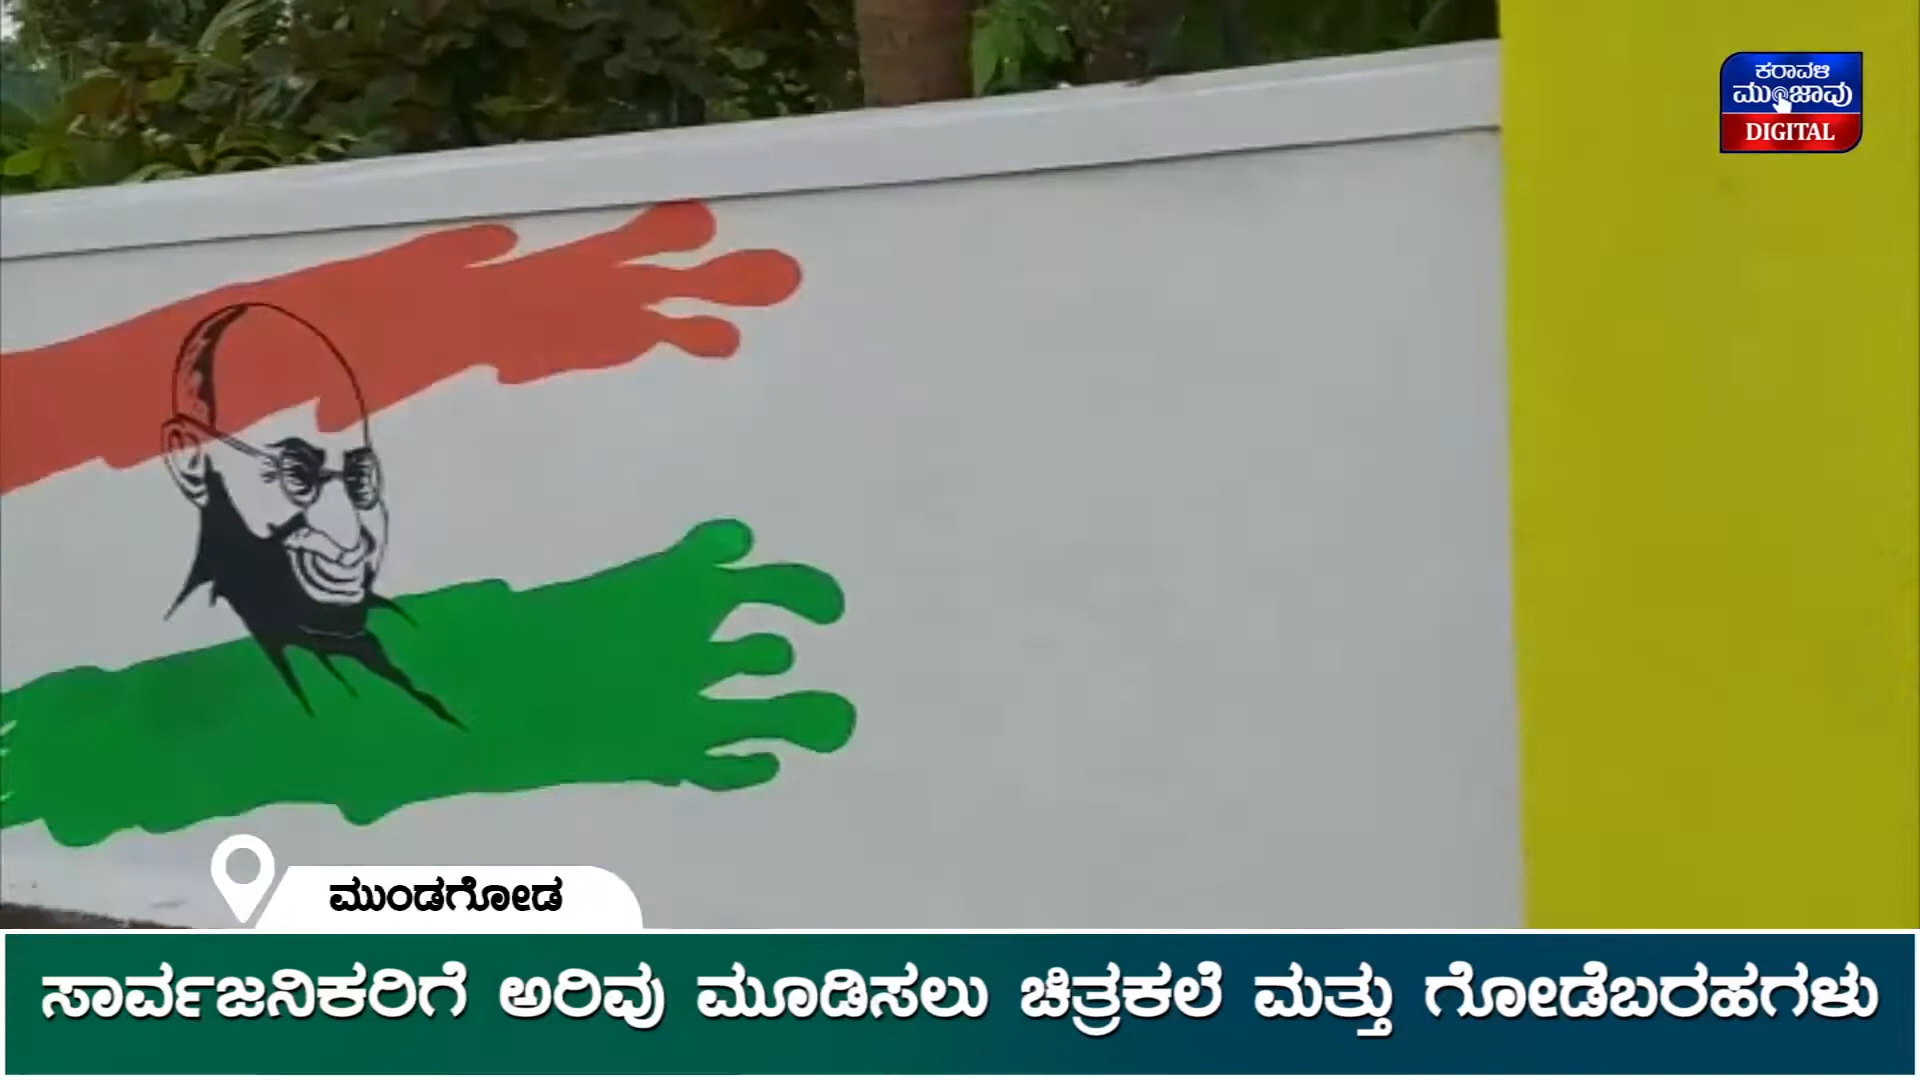 ಕರಾವಳಿ
ಮುಂಜಾವು
DIGITAL
ಮುಂಡಗೋಡ
ಸಾರ್ವಜನಿಕರಿಗೆ ಅರಿವು ಮೂಡಿಸಲು ಚಿತ್ರಕಲೆ ಮತ್ತು ಗೋಡೆಬರಹಗಳು